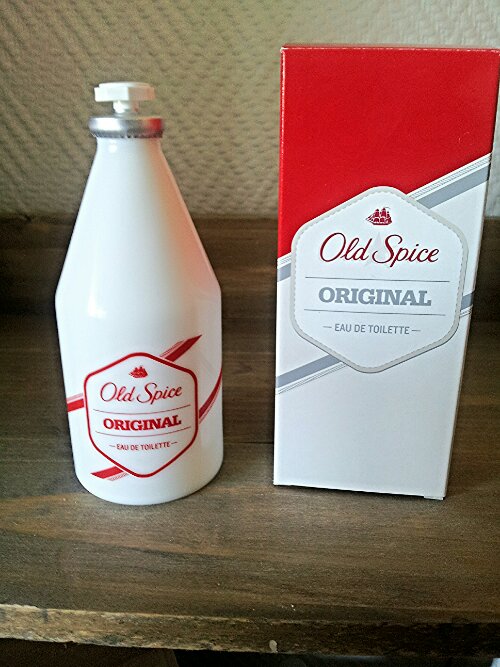 Old Spice
ORIGINAL
EAU DE TOILETTE
Old Spice
ORIGINAL
EAU DE TOILETTE